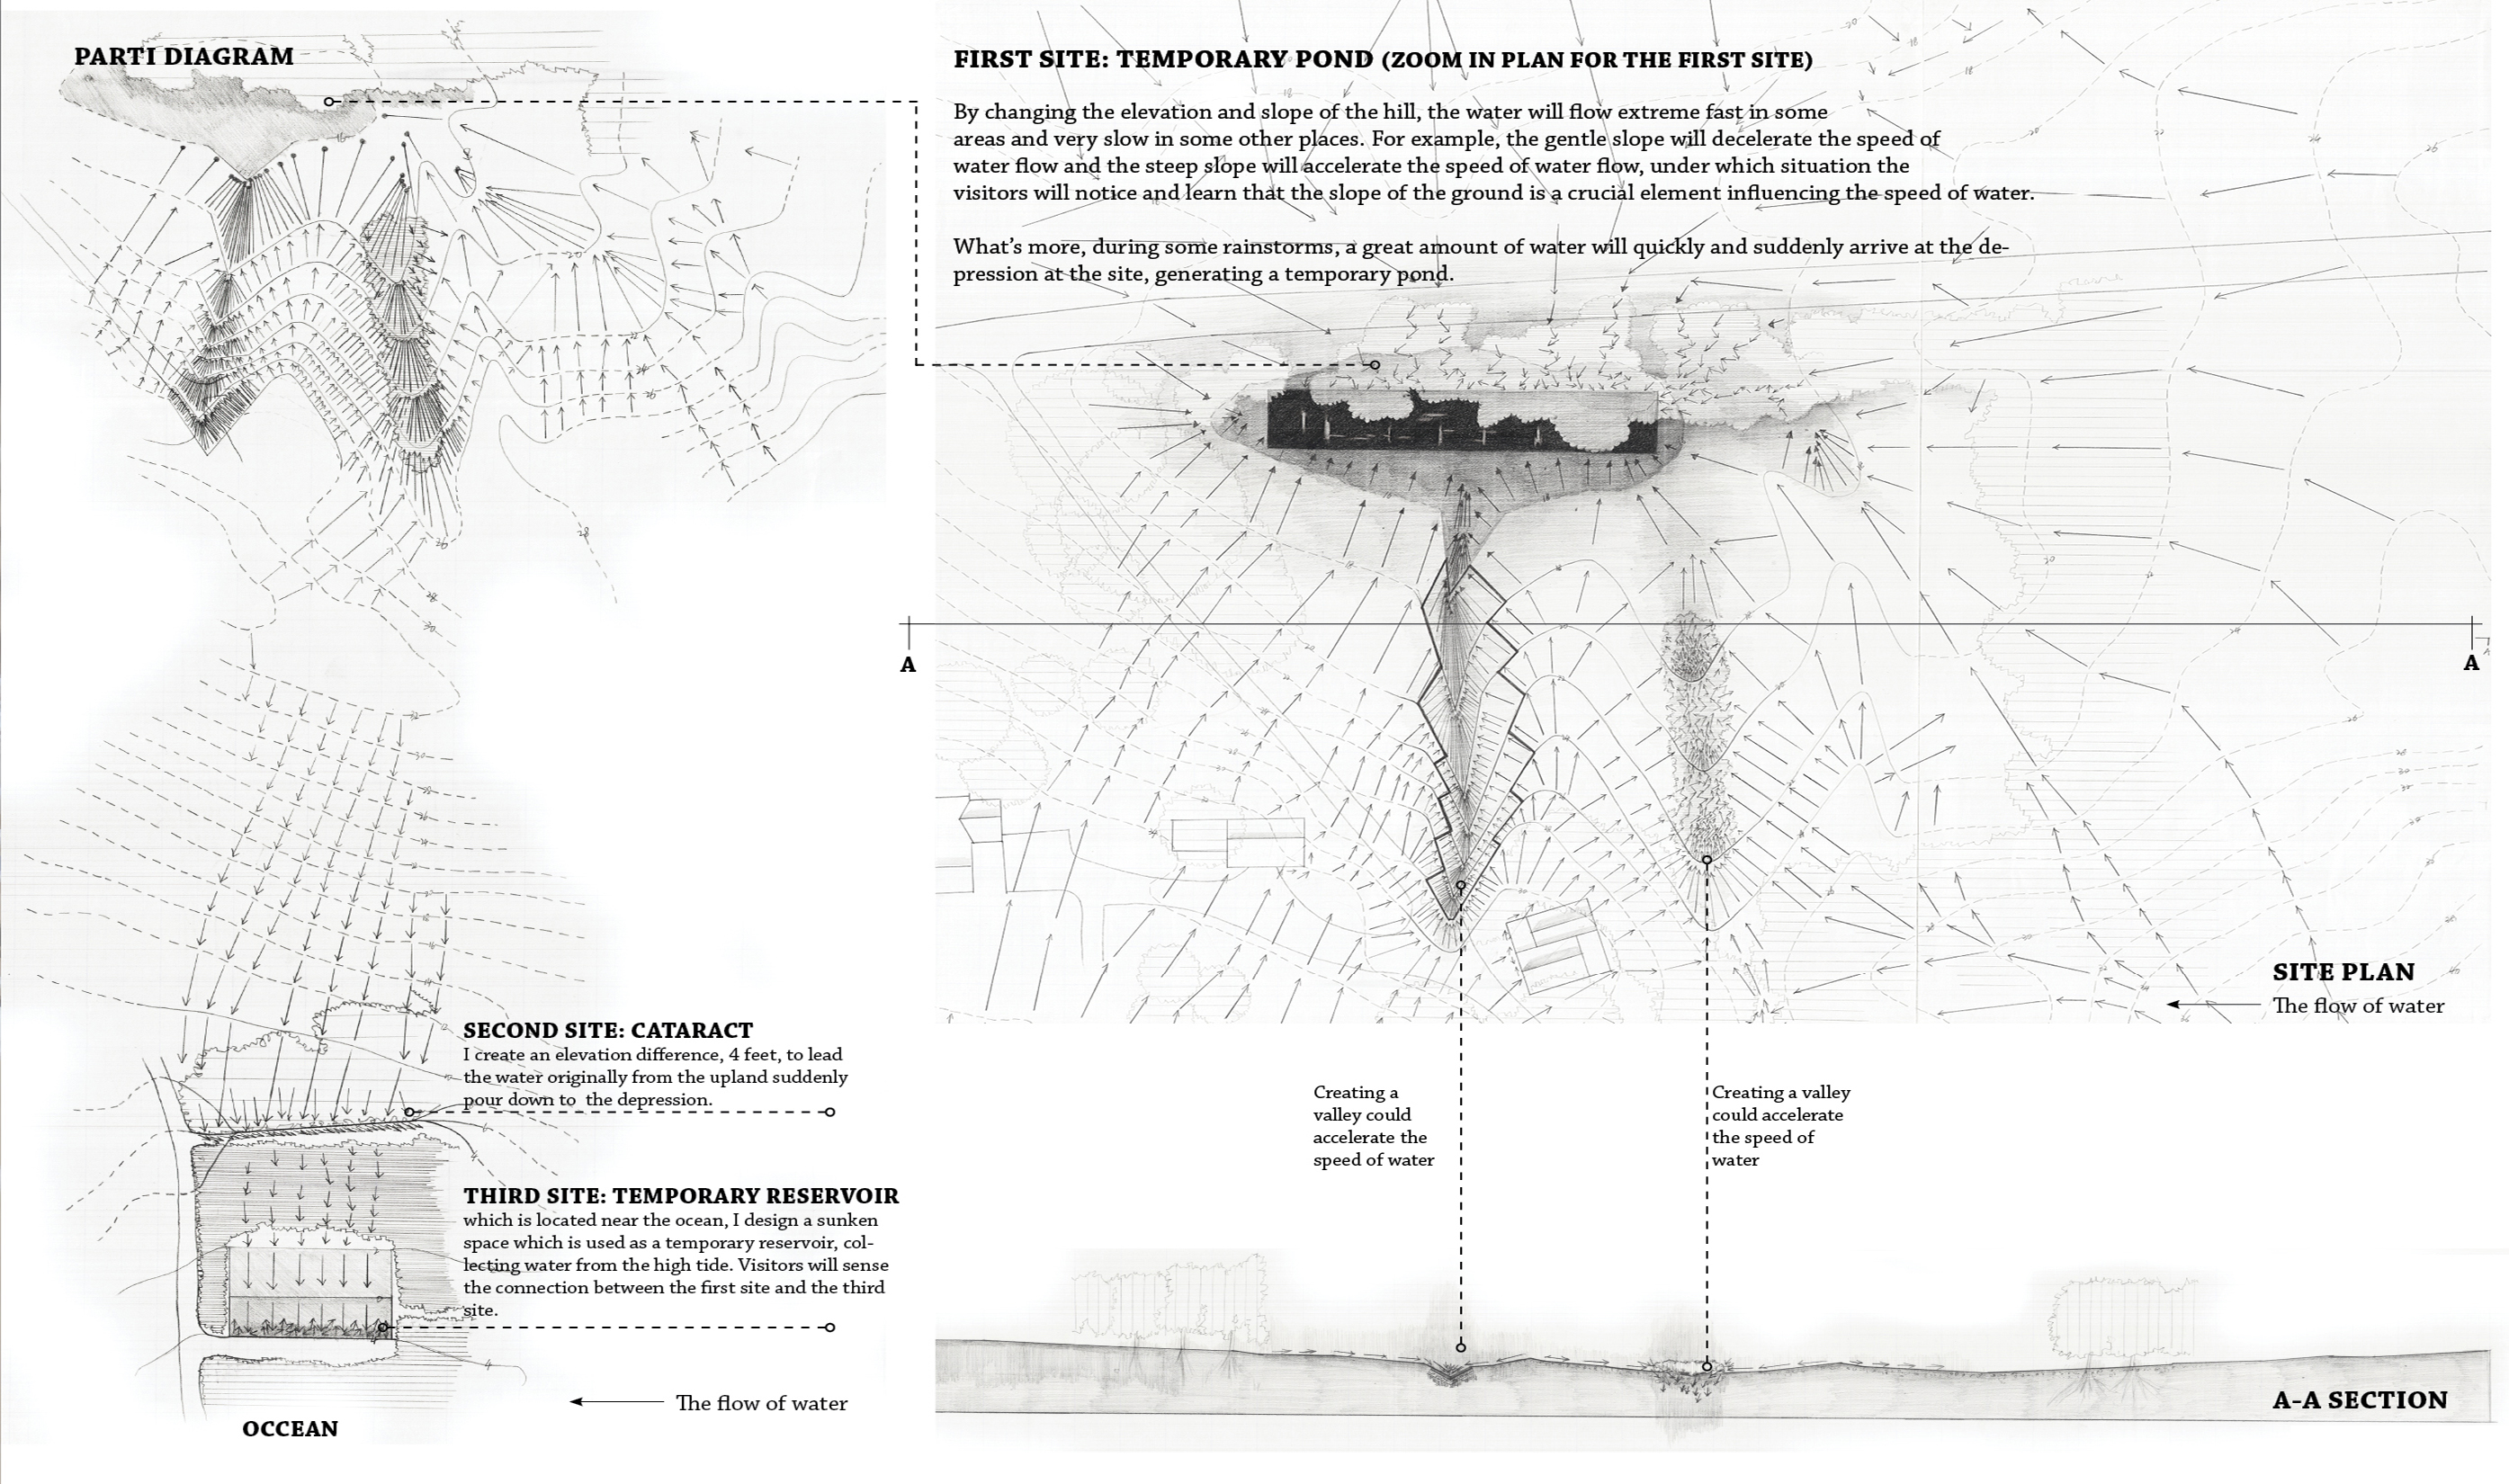 PARTI DIAGRAM
FIRST SITE: TEMPORARY POND (ZOOM IN PLAN FOR THE FIRST SITE)
By changing the elevation and slope of the hill, the water will flow extreme fast in some
areas and very slow in some other places. For example, the gentle slope will decelerate the speed of
water flow and the steep slope will accelerate the speed of water flow, under which situation the
visitors will notice and learn that the slope of the ground is a crucial element influencing the speed of water.
What's more, during some rainstorms, a great amount of water will quickly and suddenly arrive at the de-
pression at the site, generating a temporary pond.
A
A
SITE PLAN
The flow of water
SECOND SITE: CATARACT
I create an elevation difference, 4 feet, to lead
the water originally from the upland suddenly
pour down to the depression.
THIRD SITE: TEMPORARY RESERVOIR
which is located near the ocean, I design a sunken
space which is used as a temporary reservoir, col-
lecting water from the high tide. Visitors will sense
the connection between the first site and the third
site.
The flow of water
OCCEAN
Creating a
valley could
accelerate the
speed of water
Creating a valley
could accelerate
the speed of
water
A-A SECTION